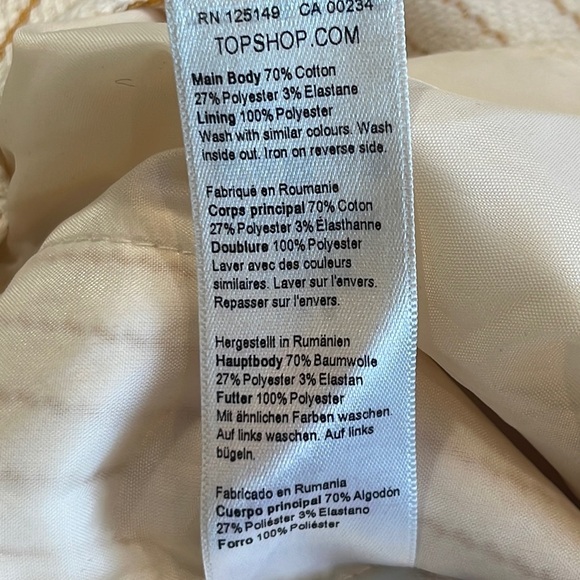 RN 125149 CA 00234
TOPSHOP.COM
Main Body 70% Cotton
27% Polyester 3% Elastane
Lining 100% Polyester
Wash with similar colours. Wash
inside out. Iron on reverse side.
Fabriqué en Roumanie
Corps principal 70% Coton
27% Polyester 3% Élasthanne
Doublure 100% Polyester
Laver avec des couleurs
similaires. Laver sur l'envers.
Repasser sur l'envers.
Hergestellt in Rumänien
Hauptbody 70% Baumwolle
27% Polyester 3% Elastan
Futter 100% Polyester
Mit ähnlichen Farben waschen.
Auf links waschen. Auf links
bügeln.
Fabricado en Rumania
Cuerpo principal 70% Algodón
27% Poliéster 3% Elastano
Forro 100% Poliéster